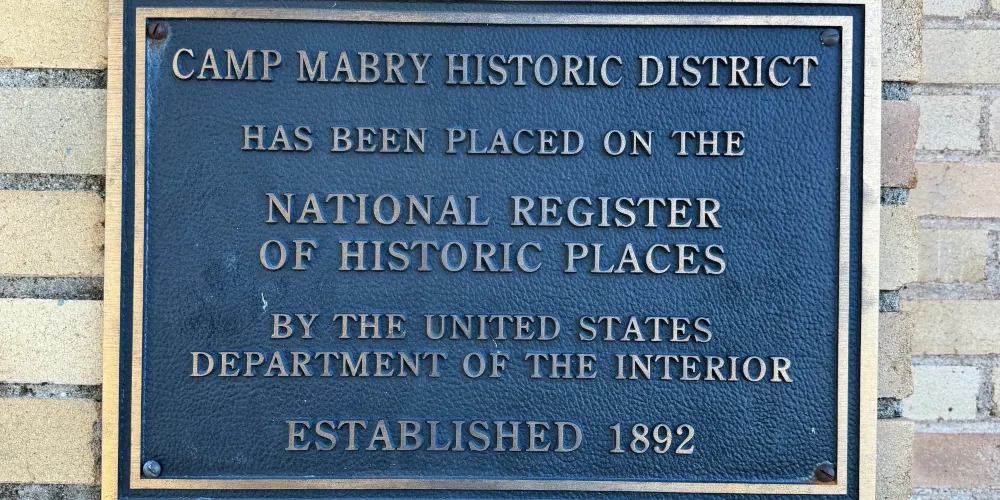 CAMP MABRY HISTORIC DISTRICT
HAS BEEN PLACED ON THE
NATIONAL REGISTER
OF HISTORIC PLACES
BY THE UNITED STATES
DEPARTMENT OF THE INTERIOR
ESTABLISHED 1892